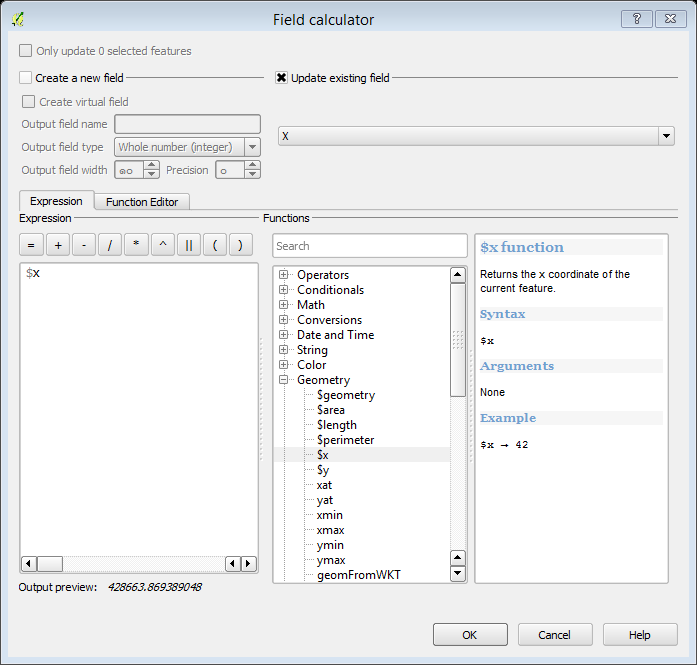 Field calculator
?
Only update 0 selected features
Create a new field
Update existing field
Create virtual field
Output field name
Output field type Whole number (integer)
X
Output field width ๑๐ Precision ๐
Expression Function Editor
Expression
Functions
= + - / * ^ || ( )
Search
$x
Operators
Conditionals
Math
Conversions
Date and Time
String
Color
Geometry
$geometry
$area
$length
$perimeter
$x
$y
xat
yat
xmin
xmax
ymin
ymax
geomFromWKT
$x function
Returns the x coordinate of the
current feature.
Syntax
$x
Arguments
None
Example
$x → 42
Output preview: 428663.869389048
OK Cancel Help